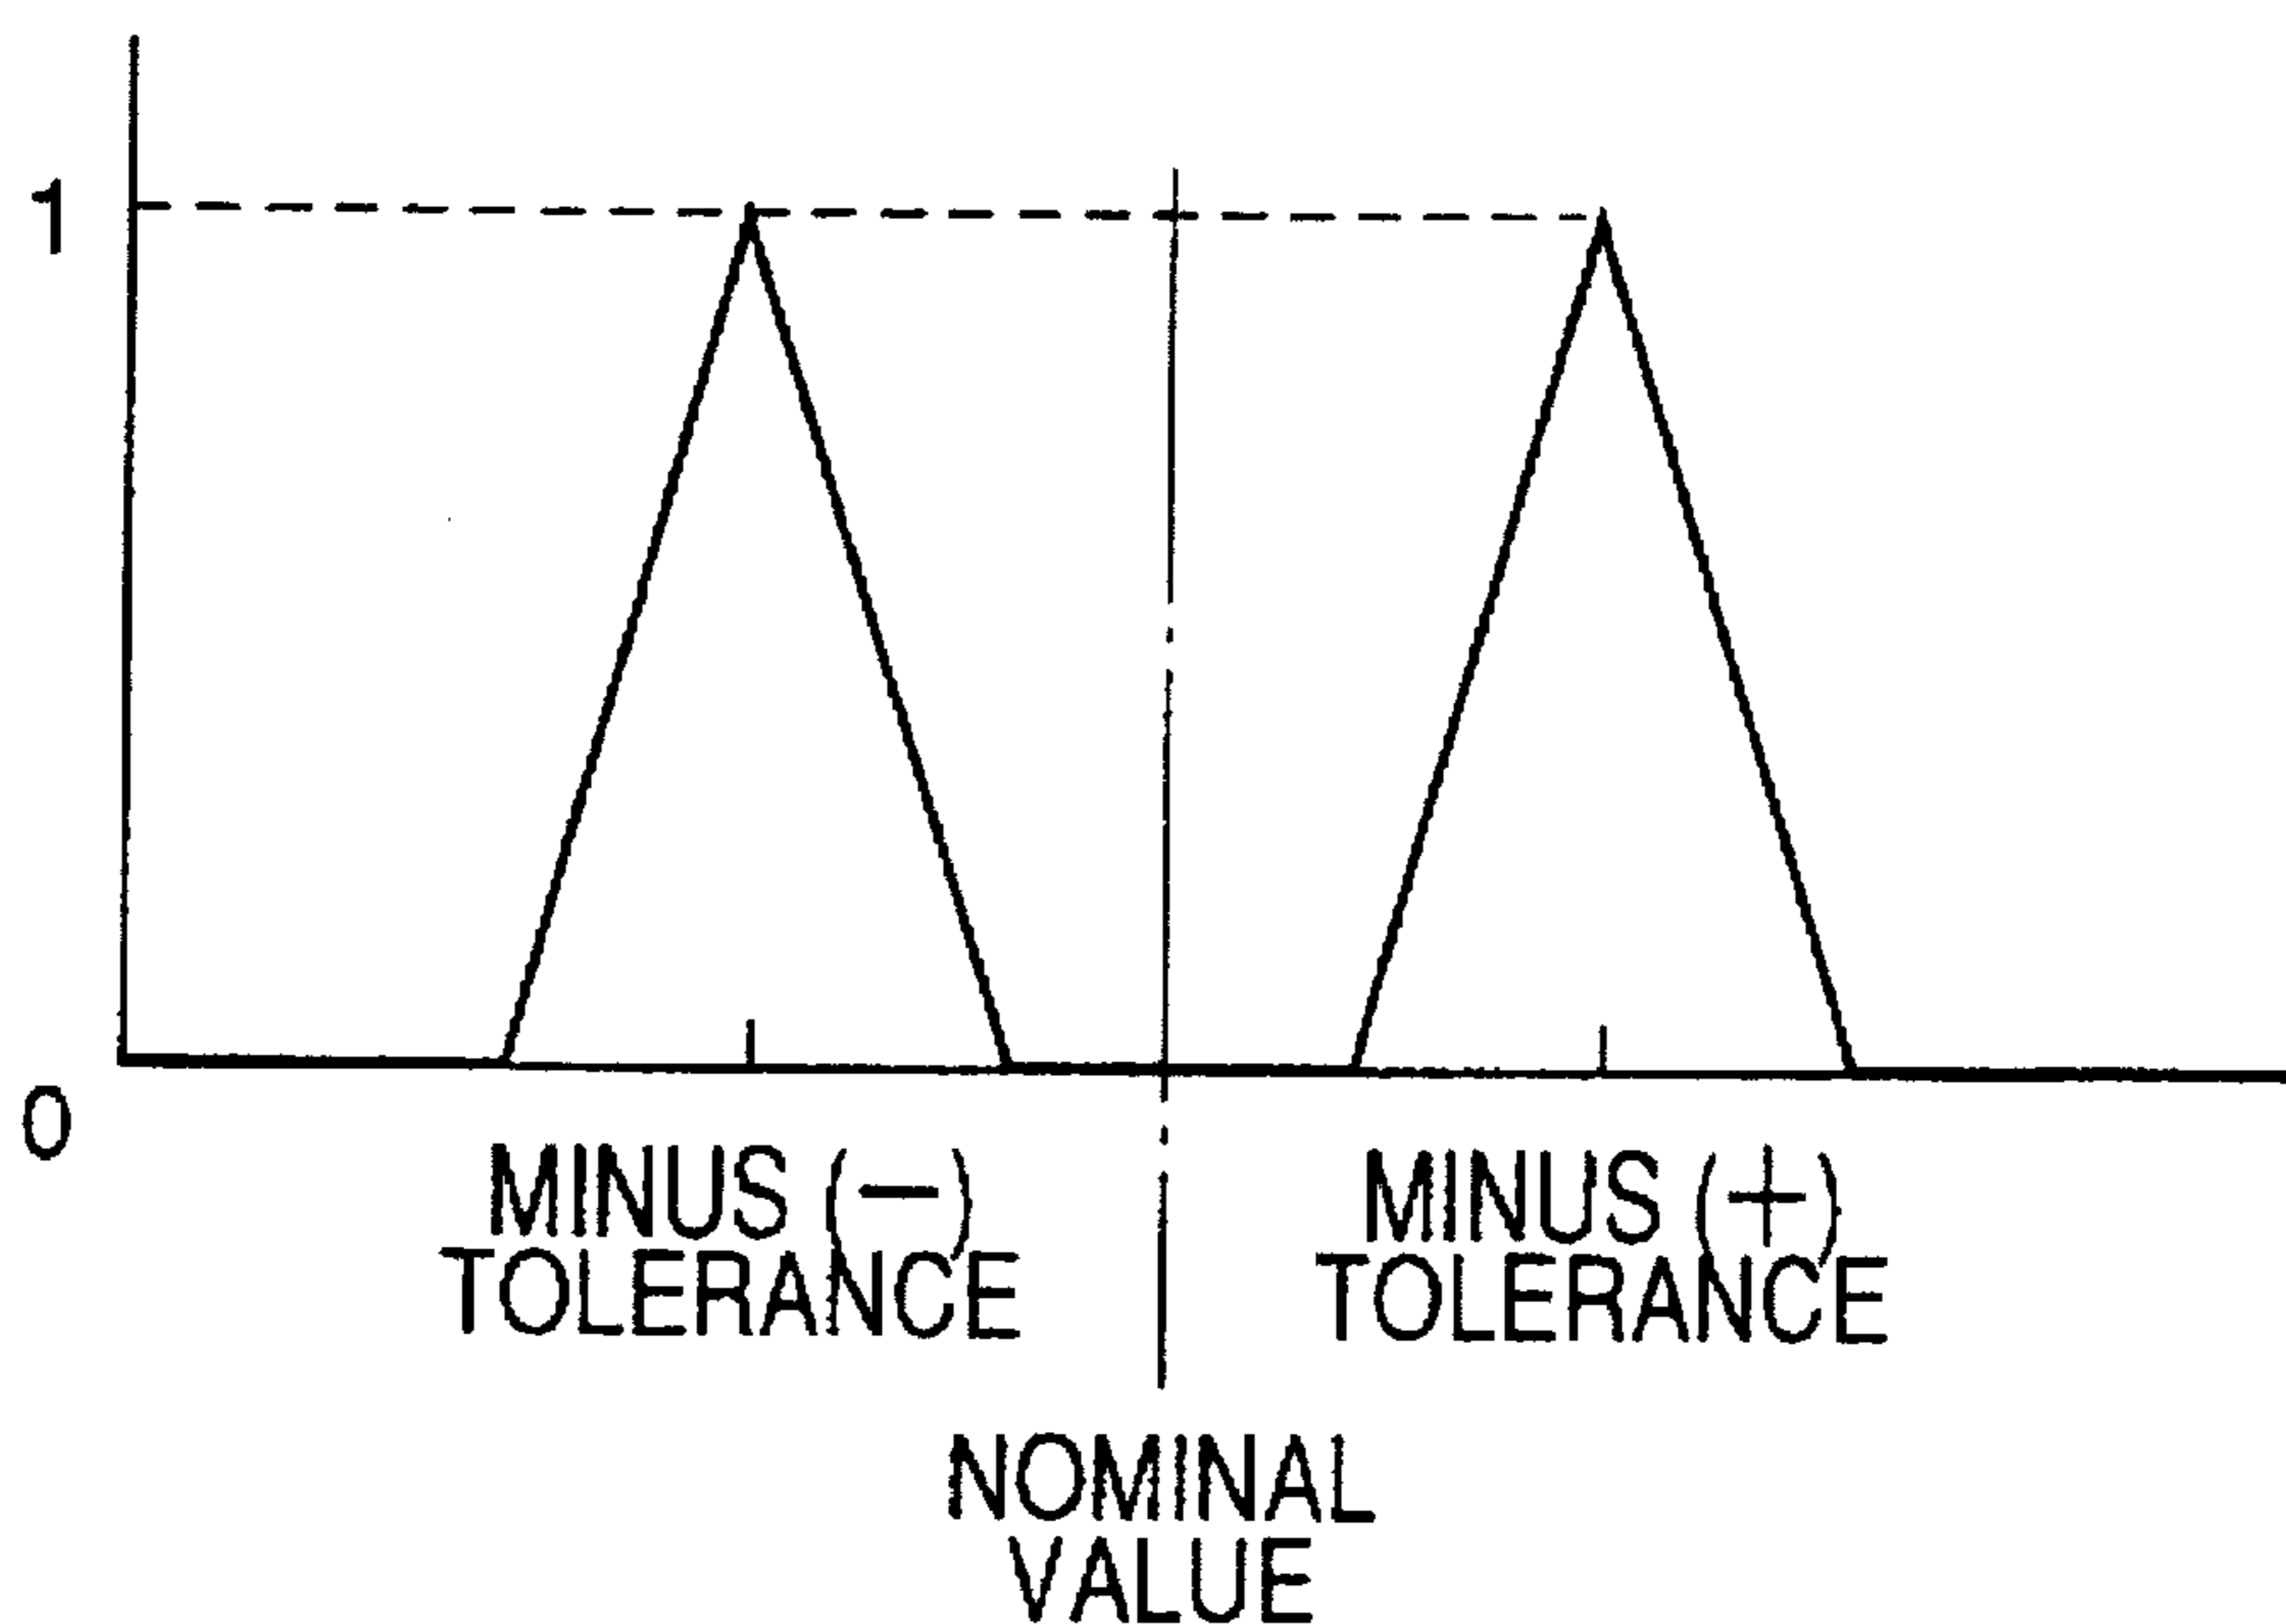 1
0
MINUS (−)
TOLERANCE
MINUS (+)
TOLERANCE
NOMINAL
VALUE